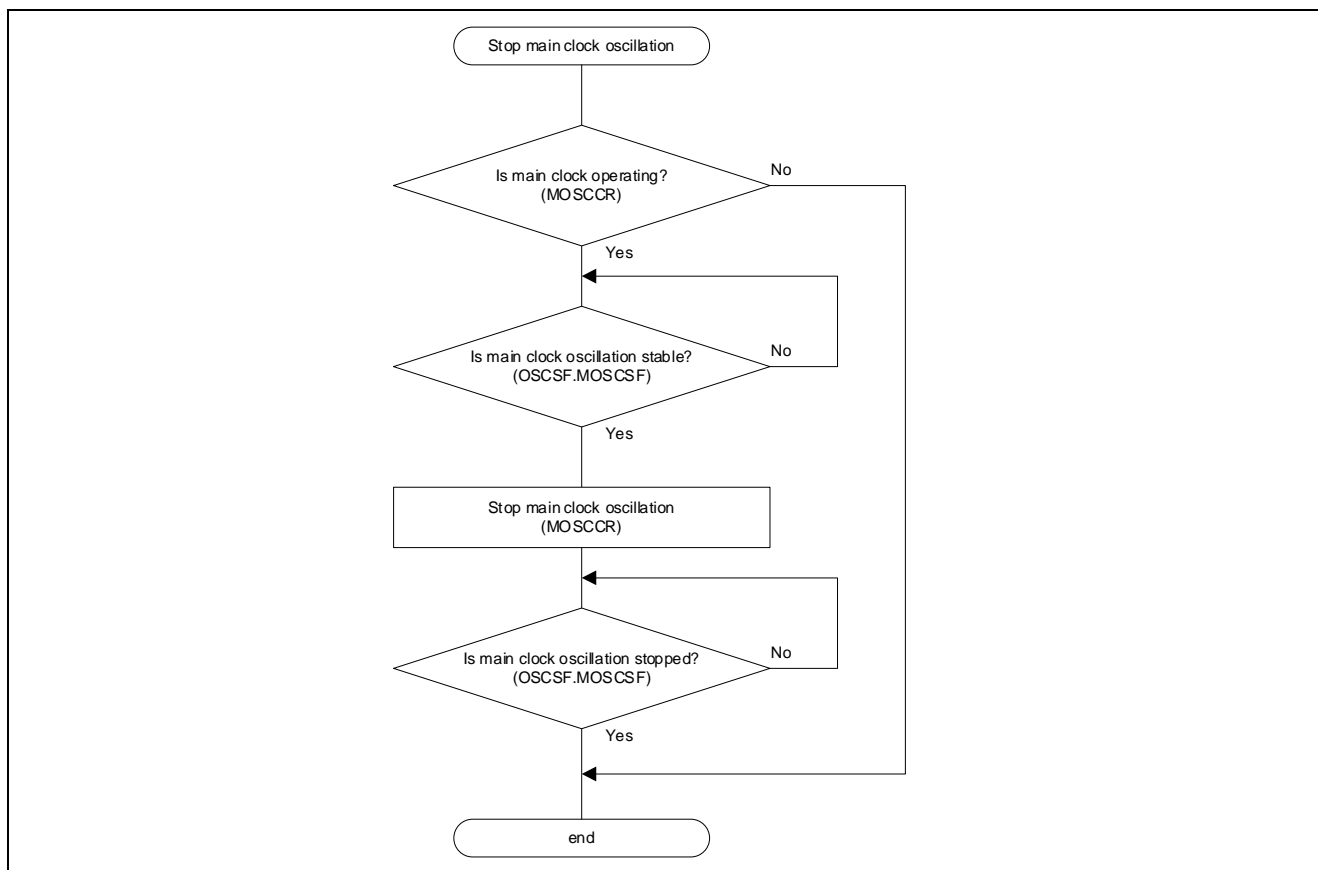 Stop main clock oscillation
Is main clock operating?
(MOSCCR)
No
Yes
Is main clock oscillation stable?
(OSCSF.MOSCSF)
No
Yes
Stop main clock oscillation
(MOSCCR)
Is main clock oscillation stopped?
(OSCSF.MOSCSF)
No
Yes
end